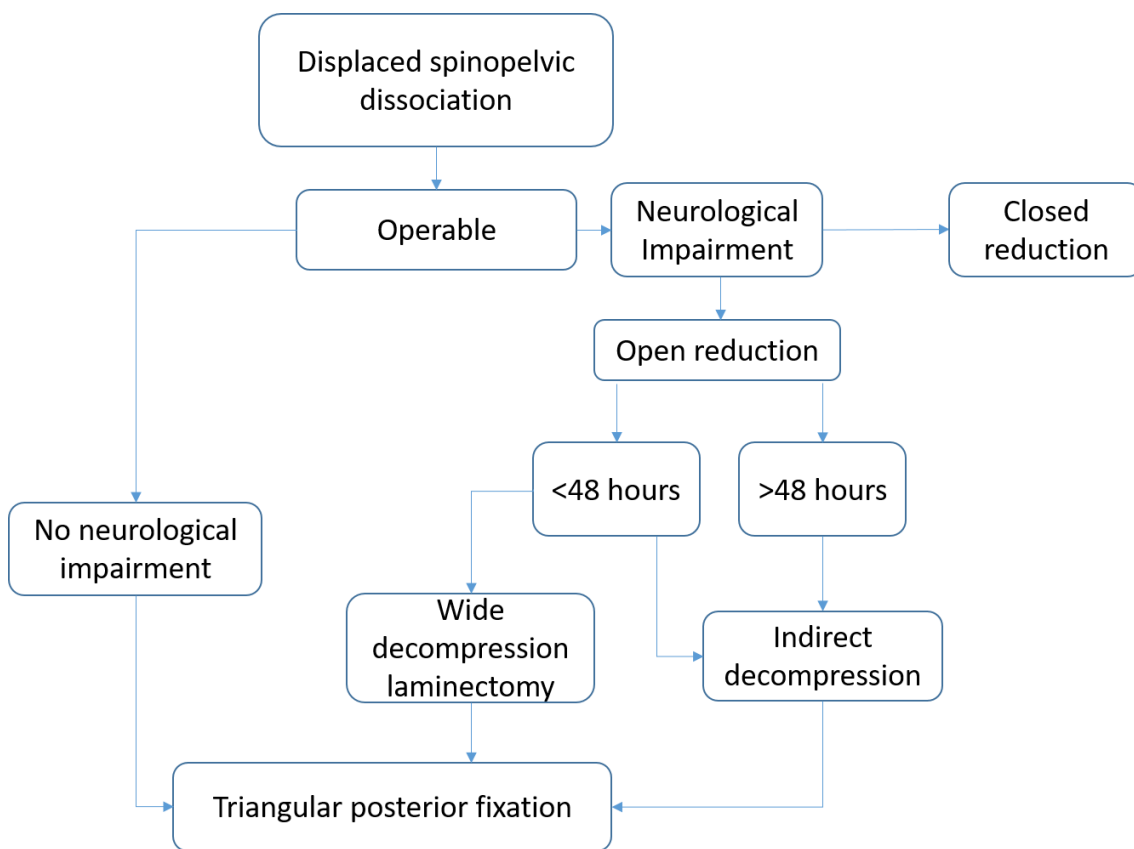 Displaced spinopelvic
dissociation
Operable
Neurological
Impairment
Closed
reduction
Open reduction
<48 hours
>48 hours
No neurological
impairment
Wide
decompression
laminectomy
Indirect
decompression
Triangular posterior fixation